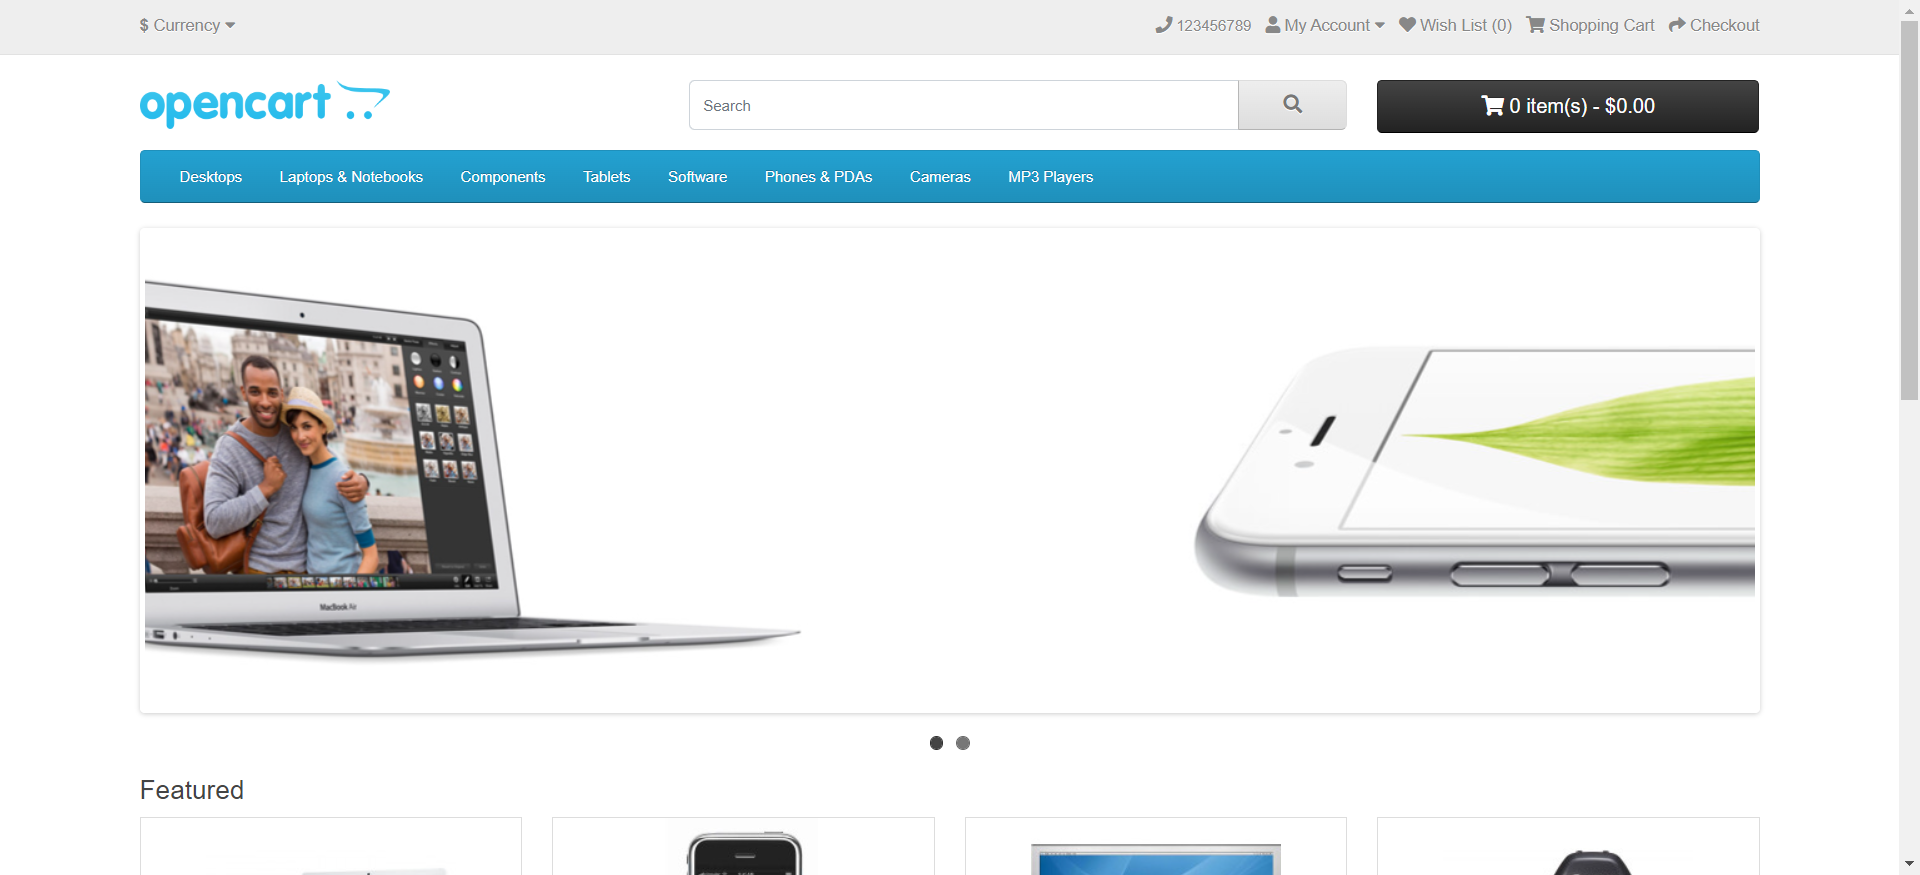 $ Currency
123456789 My Account Wish List (0) Shopping Cart Checkout
opencart
Search
0 item(s) - $0.00
Desktops Laptops & Notebooks Components Tablets Software Phones & PDAs Cameras MP3 Players
MacBook Air
Featured